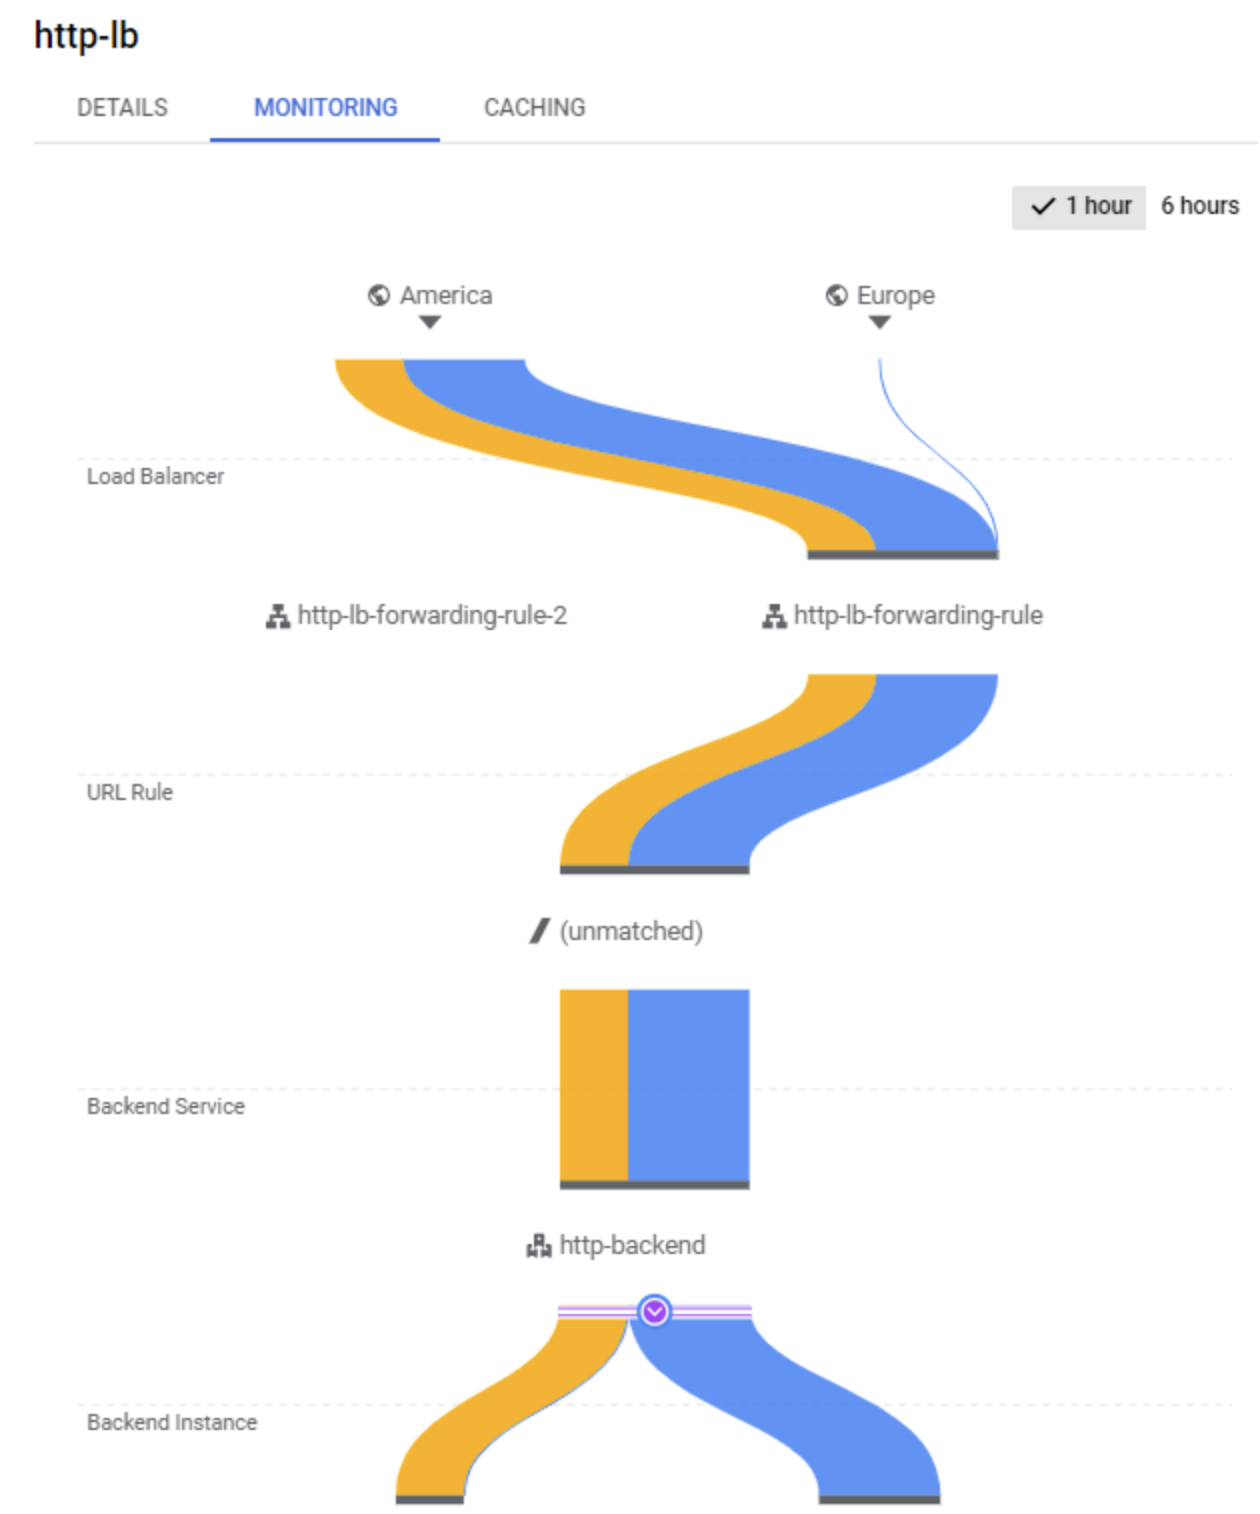 http-lb
DETAILS MONITORING CACHING
1 hour 6 hours
America Europe
Load Balancer
http-lb-forwarding-rule-2 http-lb-forwarding-rule
URL Rule
(unmatched)
Backend Service
http-backend
Backend Instance